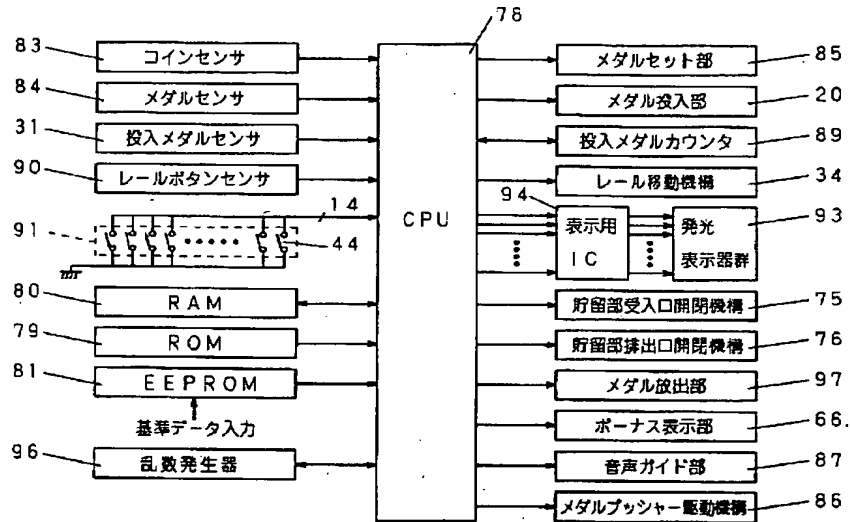 78
83 コインセンサ
84 メダルセンサ
31 投入メダルセンサ
90 レールボタンセンサ
14
91
44
80 RAM
79 ROM
81 EEPROM
基準データ入力
96 乱数発生器
CPU
メダルセット部 85
メダル投入部 20
投入メダルカウンタ 89
レール移動機構 34
94
表示用
IC
発光
表示器群
93
貯留部受入口開閉機構 75
貯留部排出口開閉機構 76
メダル放出部 97
ボーナス表示部 66.
音声ガイド部 87
メダルプッシャー駆動機構 86